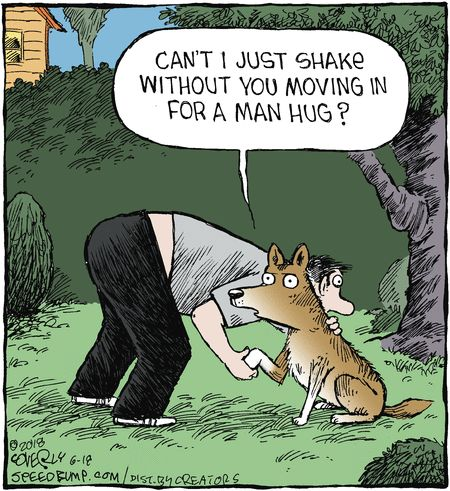 CAN'T I JUST SHAKE
WITHOUT YOU MOVING IN
FOR A MAN HUG?
©2018
COVERLY 6-18
SPEEDBUMP.COM/DIST. BY CREATORS